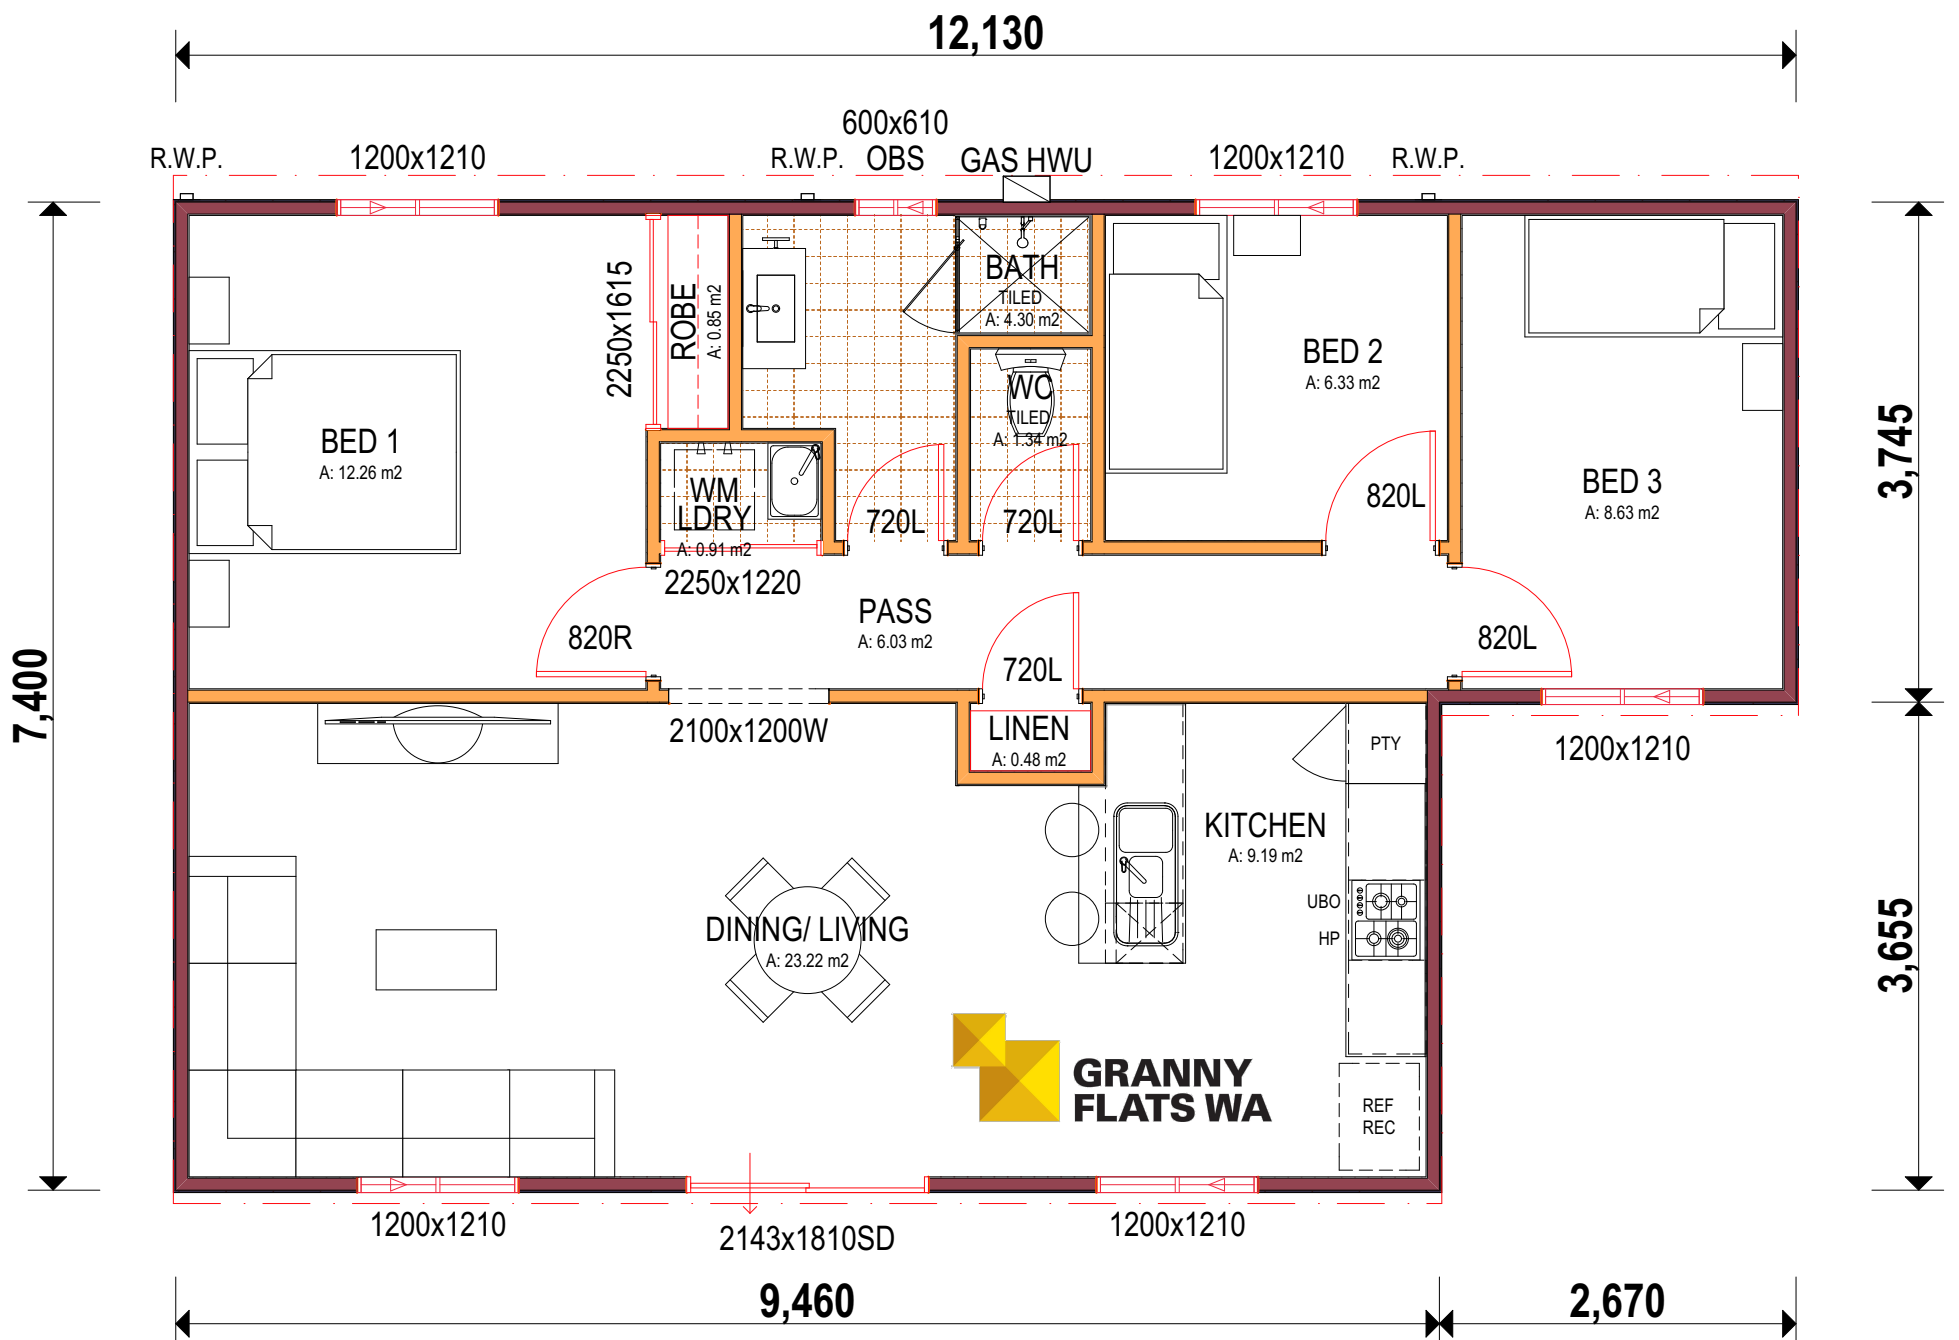 12,130
600x610
R.W.P.
1200x1210
R.W.P.
OBS
GAS HWU
1200x1210
R.W.P.
2250x1615
ROBE
A: 0.85 m2
BATH
TILED
A: 4.30 m2
BED 2
A: 6.33 m2
WC
TILED
A: 1.34 m2
BED 1
A: 12.26 m2
3,745
BED 3
A: 8.63 m2
WM
LDRY
A: 0.91 m2
720L
720L
820L
2250x1220
PASS
A: 6.03 m2
820R
720L
820L
7,400
2100x1200W
LINEN
A: 0.48 m2
PTY
1200x1210
KITCHEN
A: 9.19 m2
UBO
HP
DINING/ LIVING
A: 23.22 m2
3,655
GRANNY
FLATS WA
REF
REC
1200x1210
2143x1810SD
1200x1210
9,460
2,670